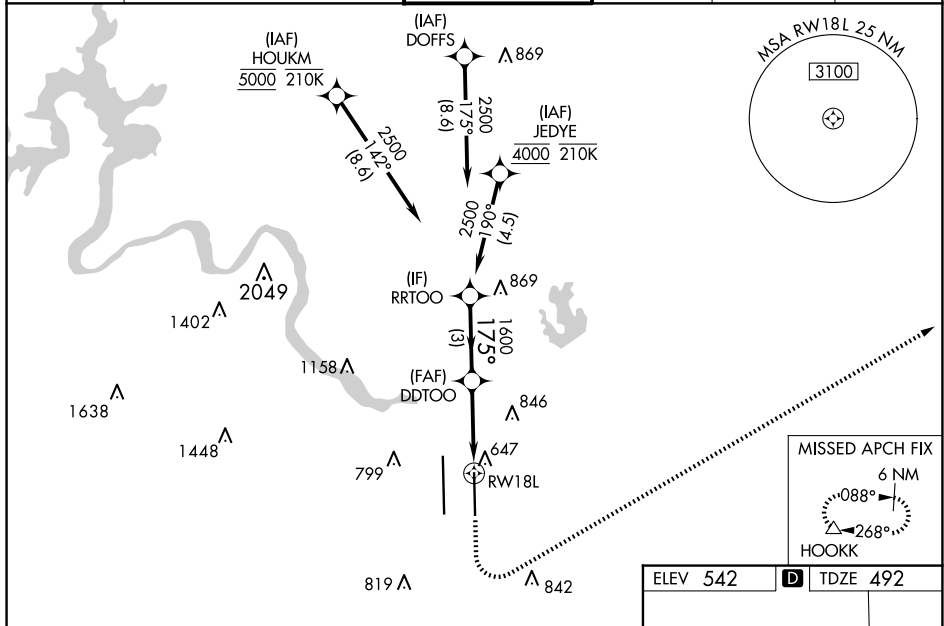 (IAF)
HOUKM
5000 210K
(IAF)
DOFFS
869
2500
142°
(8.6)
2500
175°
(8.6)
(IAF)
JEDYE
4000 210K
2500
190°
(4.5)
MSA RW18L 25 NM
3100
2049
1402
(IF)
RRTOO
869
1600
175°
(3)
1158
(FAF)
DDTOO
1638
846
1448
799
647
RW18L
819
842
MISSED APCH FIX
6 NM
088°
268°
HOOKK
ELEV 542 D TDZE 492